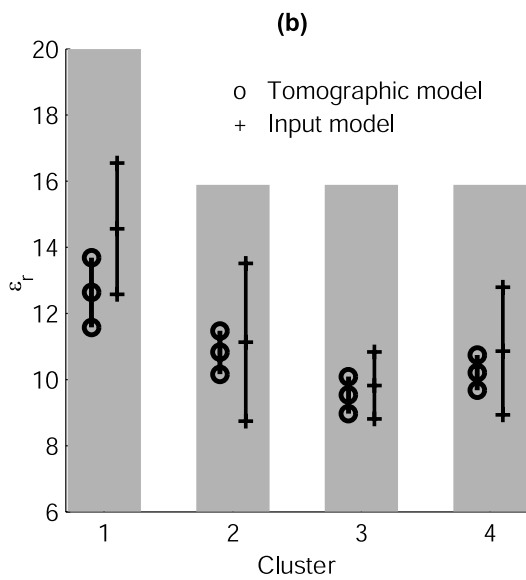 (b)
20
o Tomographic model
18
+ Input model
16
14
εr
12
10
8
6
1 2 3 4
Cluster